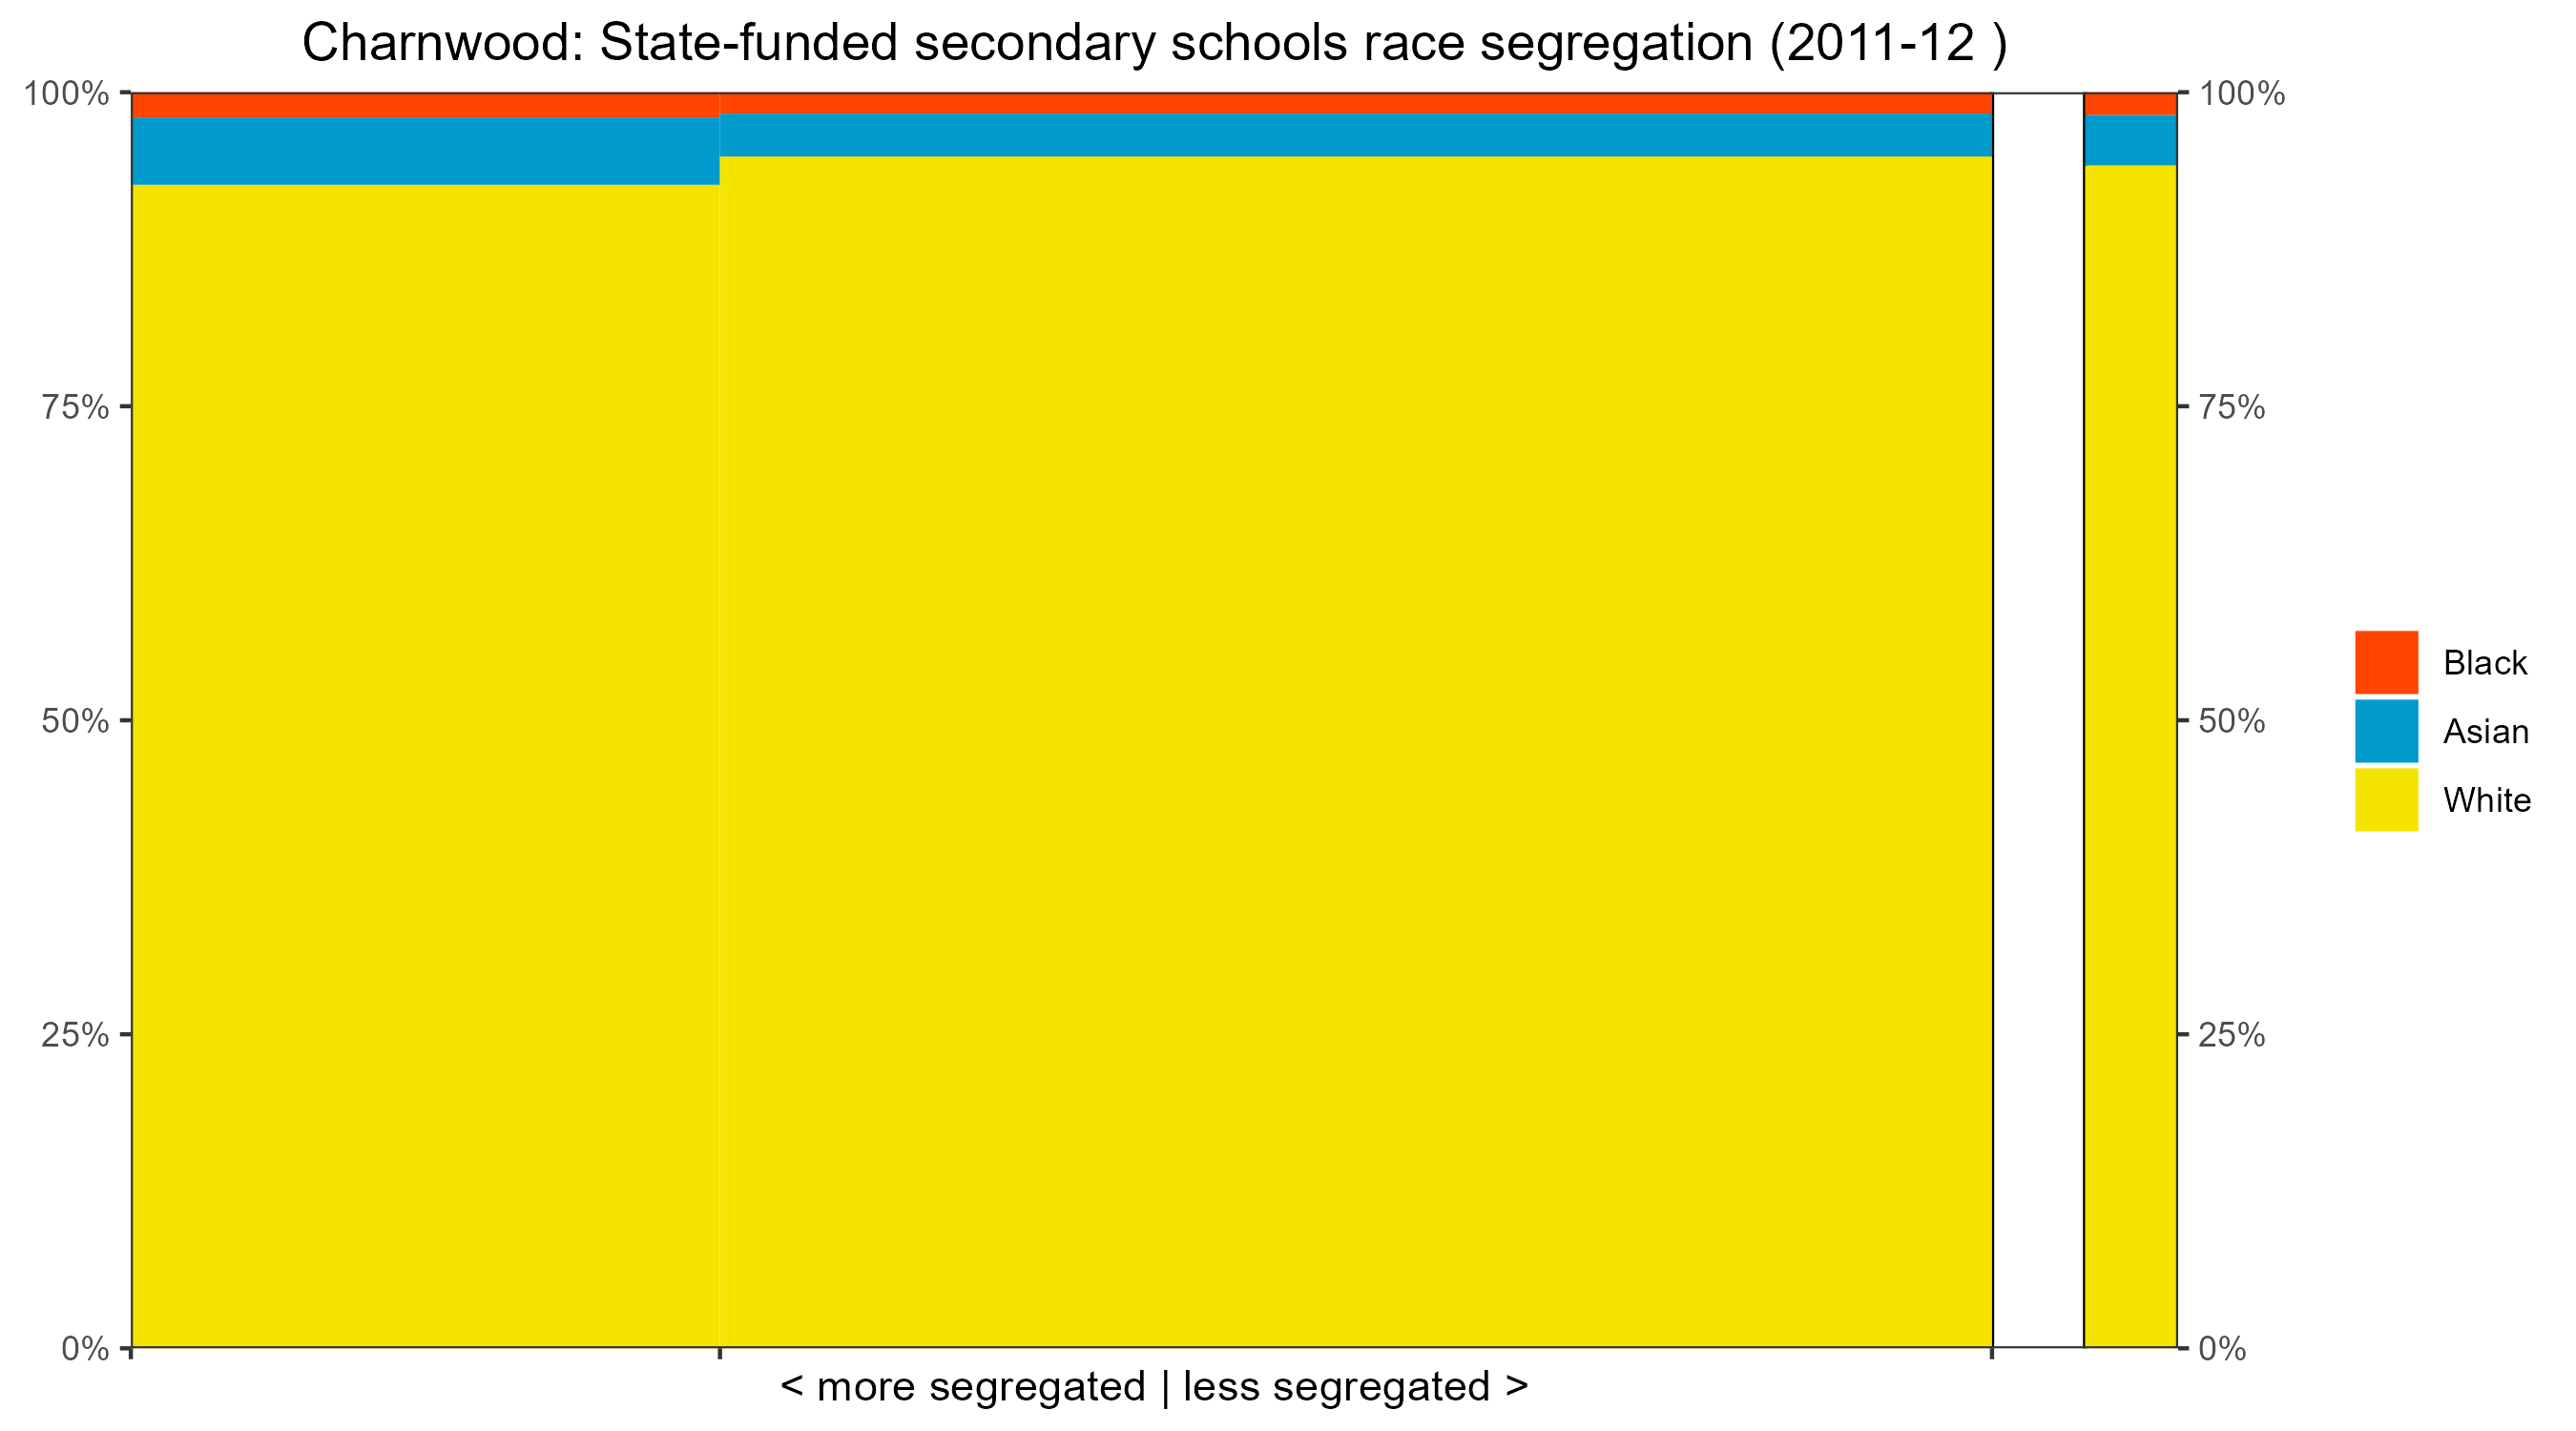 Charnwood: State-funded secondary schools race segregation (2011-12 )
100%
75%
50%
25%
0%
100%
75%
50%
25%
0%
Black
Asian
White
< more segregated | less segregated >